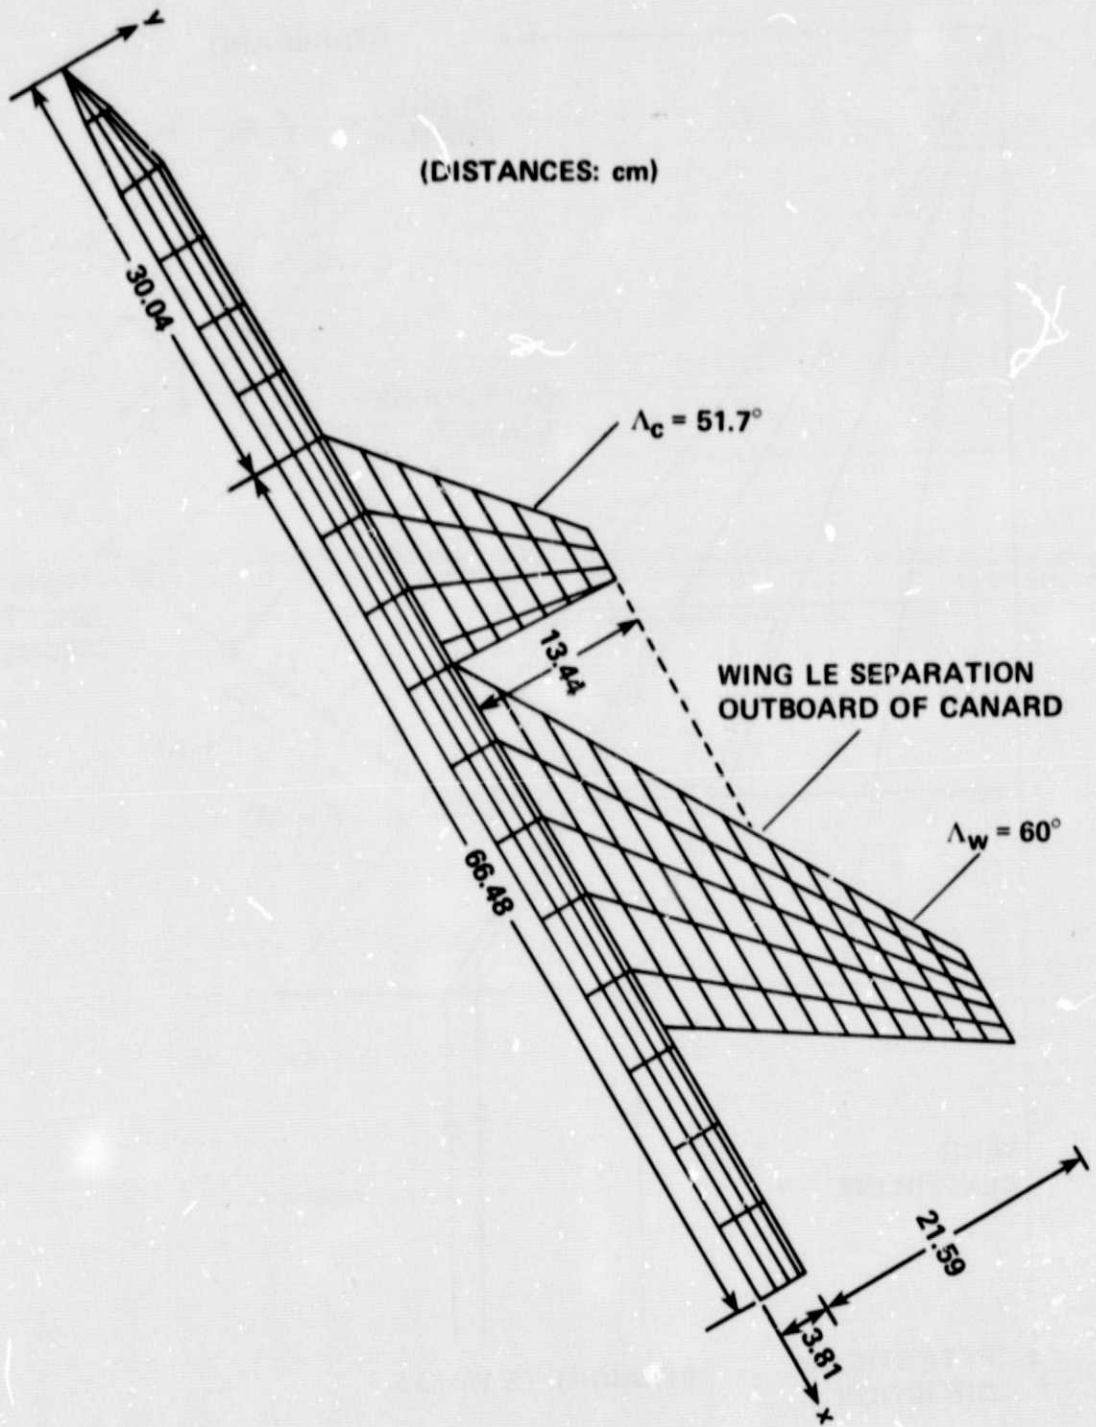 y
(DISTANCES: cm)
30.04
Λc = 51.7°
13.44
WING LE SEPARATION
OUTBOARD OF CANARD
Λw = 60°
66.48
21.59
3.81
x